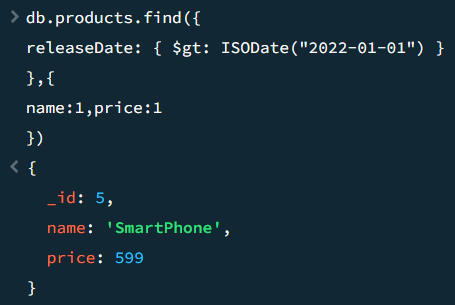 > db.products.find({
releaseDate: { $gt: ISODate("2022-01-01") }
},{
name:1,price:1
})
< {
_id: 5,
name: 'SmartPhone',
price: 599
}